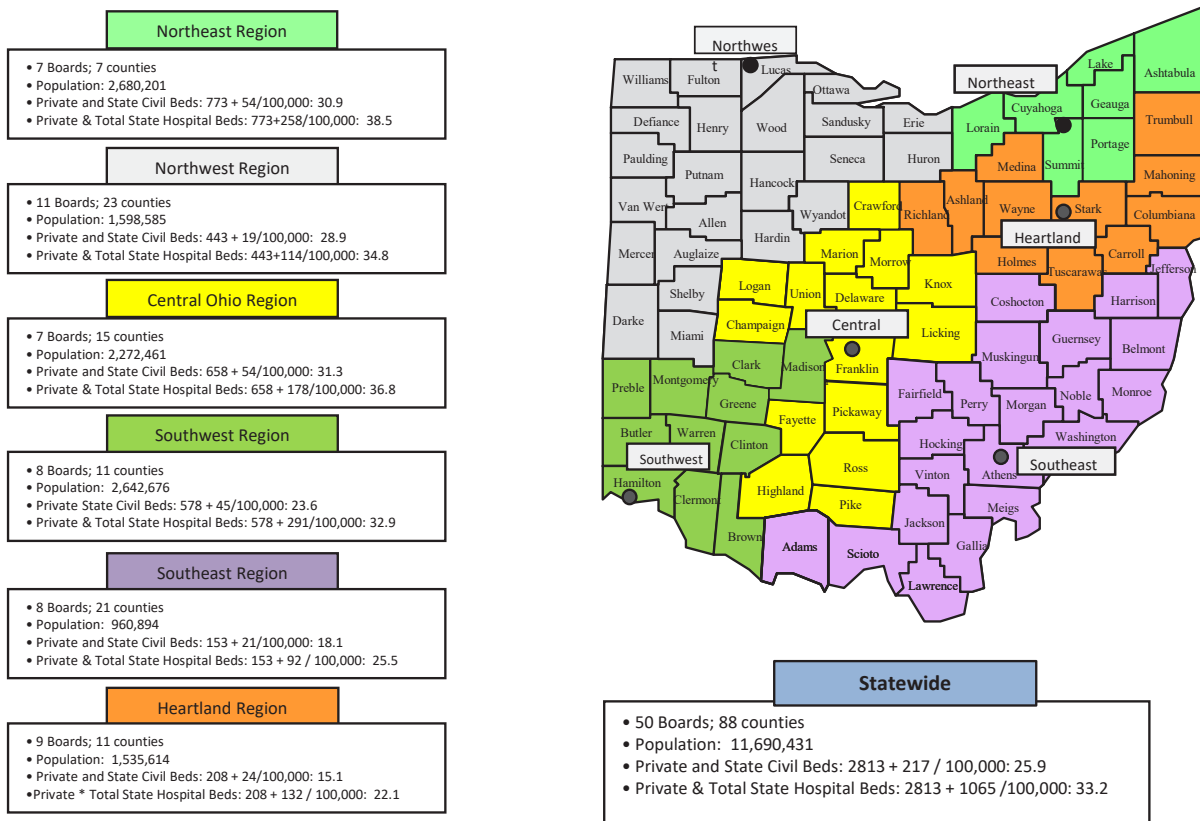 Northeast Region
• 7 Boards; 7 counties
• Population: 2,680,201
• Private and State Civil Beds: 773 + 54/100,000: 30.9
• Private & Total State Hospital Beds: 773+258/100,000: 38.5
Northwest Region
• 11 Boards; 23 counties
• Population: 1,598,585
• Private and State Civil Beds: 443 + 19/100,000: 28.9
• Private & Total State Hospital Beds: 443+114/100,000: 34.8
Central Ohio Region
• 7 Boards; 15 counties
• Population: 2,272,461
• Private and State Civil Beds: 658 + 54/100,000: 31.3
• Private & Total State Hospital Beds: 658 + 178/100,000: 36.8
Southwest Region
• 8 Boards; 11 counties
• Population: 2,642,676
• Private State Civil Beds: 578 + 45/100,000: 23.6
• Private & Total State Hospital Beds: 578 + 291/100,000: 32.9
Southeast Region
• 8 Boards; 21 counties
• Population: 960,894
• Private and State Civil Beds: 153 + 21/100,000: 18.1
• Private & Total State Hospital Beds: 153 + 92 / 100,000: 25.5
Heartland Region
• 9 Boards; 11 counties
• Population: 1,535,614
• Private and State Civil Beds: 208 + 24/100,000: 15.1
•Private * Total State Hospital Beds: 208 + 132 / 100,000: 22.1
Northwes
t
Northeast
Heartland
Central
Southwest
Southeast
Williams
Fulton
Lucas
Ottawa
Lake
Ashtabula
Cuyahoga
Geauga
Defiance
Henry
Wood
Sandusky
Erie
Lorain
Trumbull
Paulding
Putnam
Seneca
Huron
Medina
Summit
Portage
Hancock
Mahoning
Van Wert
Allen
Wyandot
Crawford
Richland
Ashland
Wayne
Stark
Columbiana
Mercer
Auglaize
Hardin
Marion
Morrow
Holmes
Carroll
Tuscarawas
Jefferson
Shelby
Logan
Union
Delaware
Knox
Coshocton
Harrison
Darke
Miami
Champaign
Licking
Guernsey
Belmont
Muskingun
Preble
Montgomery
Clark
Madison
Franklin
Fairfield
Perry
Morgan
Noble
Monroe
Greene
Fayette
Pickaway
Butler
Warren
Clinton
Hocking
Washington
Ross
Athens
Vinton
Hamilton
Clermont
Highland
Pike
Jackson
Meigs
Brown
Adams
Scioto
Gallia
Lawrence
Statewide
• 50 Boards; 88 counties
• Population: 11,690,431
• Private and State Civil Beds: 2813 + 217 / 100,000: 25.9
• Private & Total State Hospital Beds: 2813 + 1065 /100,000: 33.2